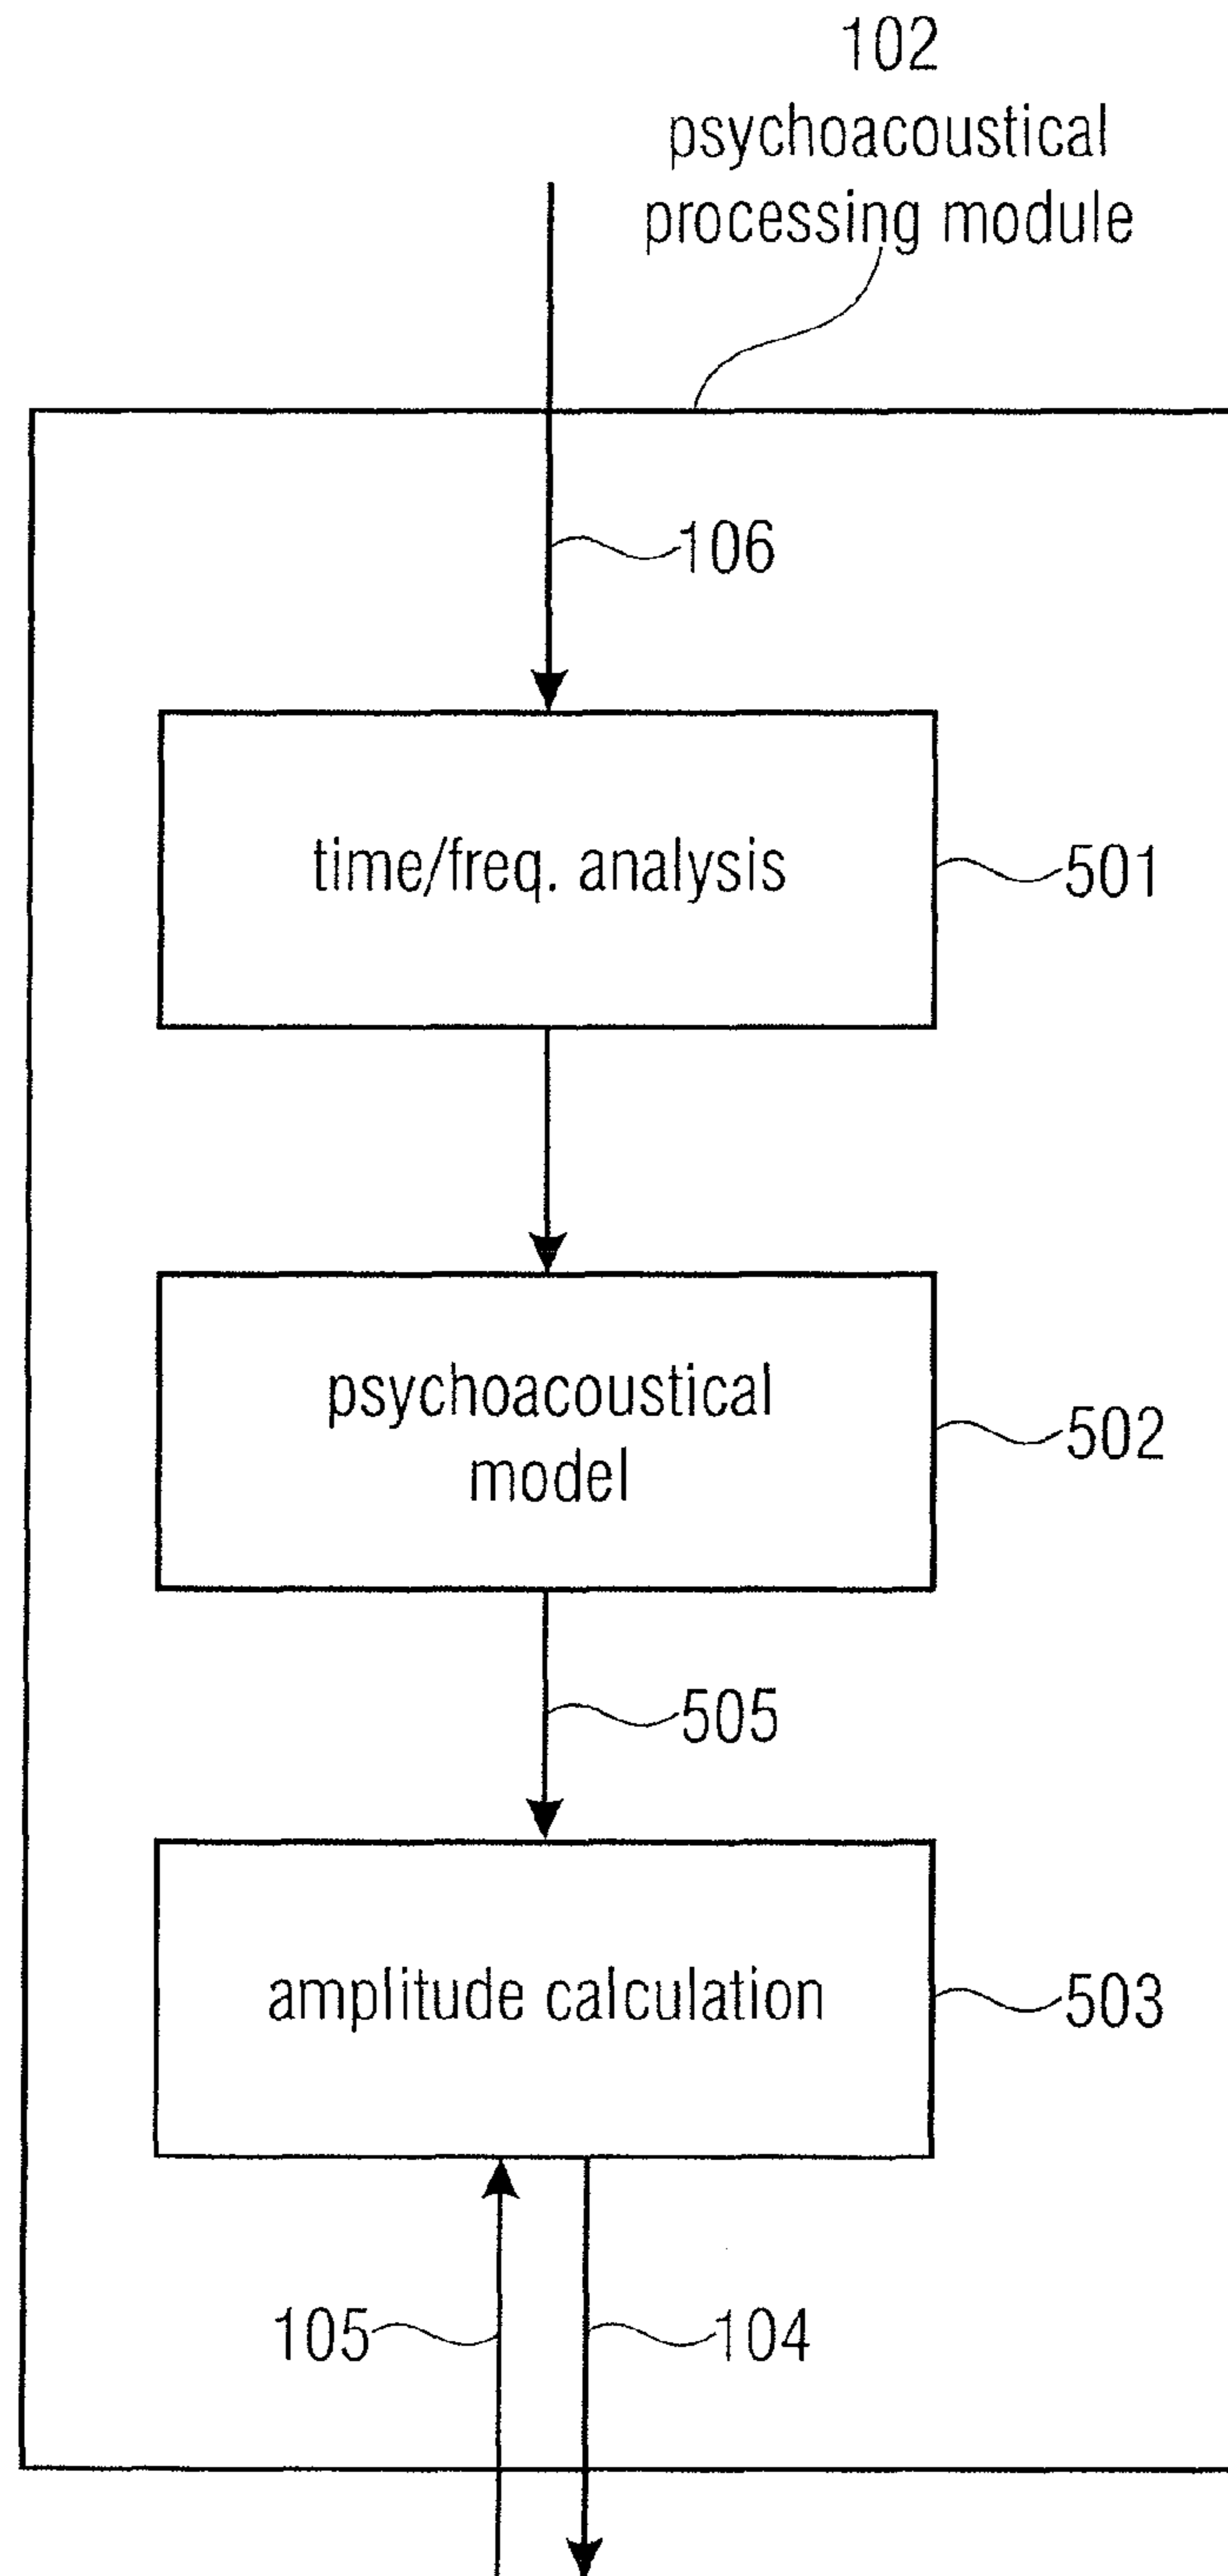 102
psychoacoustical
processing module
106
time/freq. analysis
501
psychoacoustical
model
502
505
amplitude calculation
503
105
104